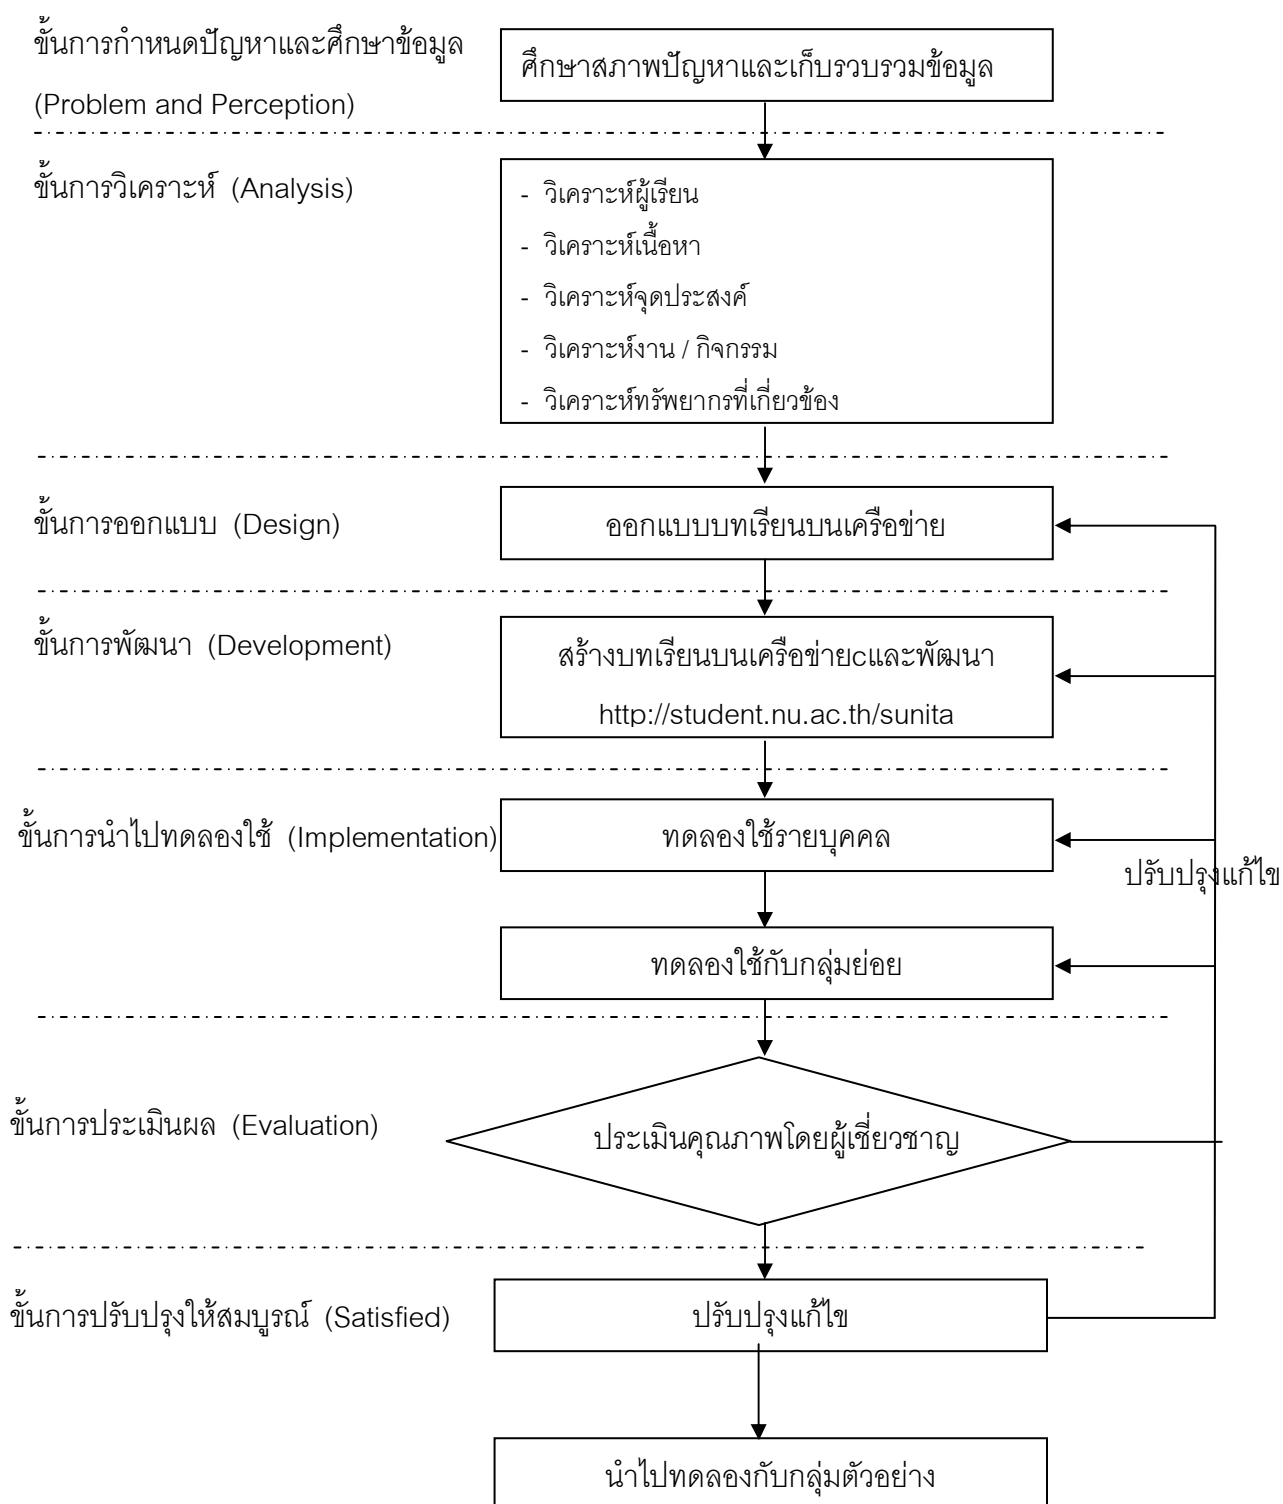 ขั้นการกำหนดปัญหาและศึกษาข้อมูล
(Problem and Perception)
ศึกษาสภาพปัญหาและเก็บรวบรวมข้อมูล
ขั้นการวิเคราะห์ (Analysis)
- วิเคราะห์ผู้เรียน
- วิเคราะห์เนื้อหา
- วิเคราะห์จุดประสงค์
- วิเคราะห์งาน / กิจกรรม
- วิเคราะห์ทรัพยากรที่เกี่ยวข้อง
ขั้นการออกแบบ (Design)
ออกแบบบทเรียนบนเครือข่าย
ขั้นการพัฒนา (Development)
สร้างบทเรียนบนเครือข่ายcและพัฒนา
http://student.nu.ac.th/sunita
ขั้นการนำไปทดลองใช้ (Implementation)
ทดลองใช้รายบุคคล
ปรับปรุงแก้ไข
ทดลองใช้กับกลุ่มย่อย
ขั้นการประเมินผล (Evaluation)
ประเมินคุณภาพโดยผู้เชี่ยวชาญ
ขั้นการปรับปรุงให้สมบูรณ์ (Satisfied)
ปรับปรุงแก้ไข
นำไปทดลองกับกลุ่มตัวอย่าง